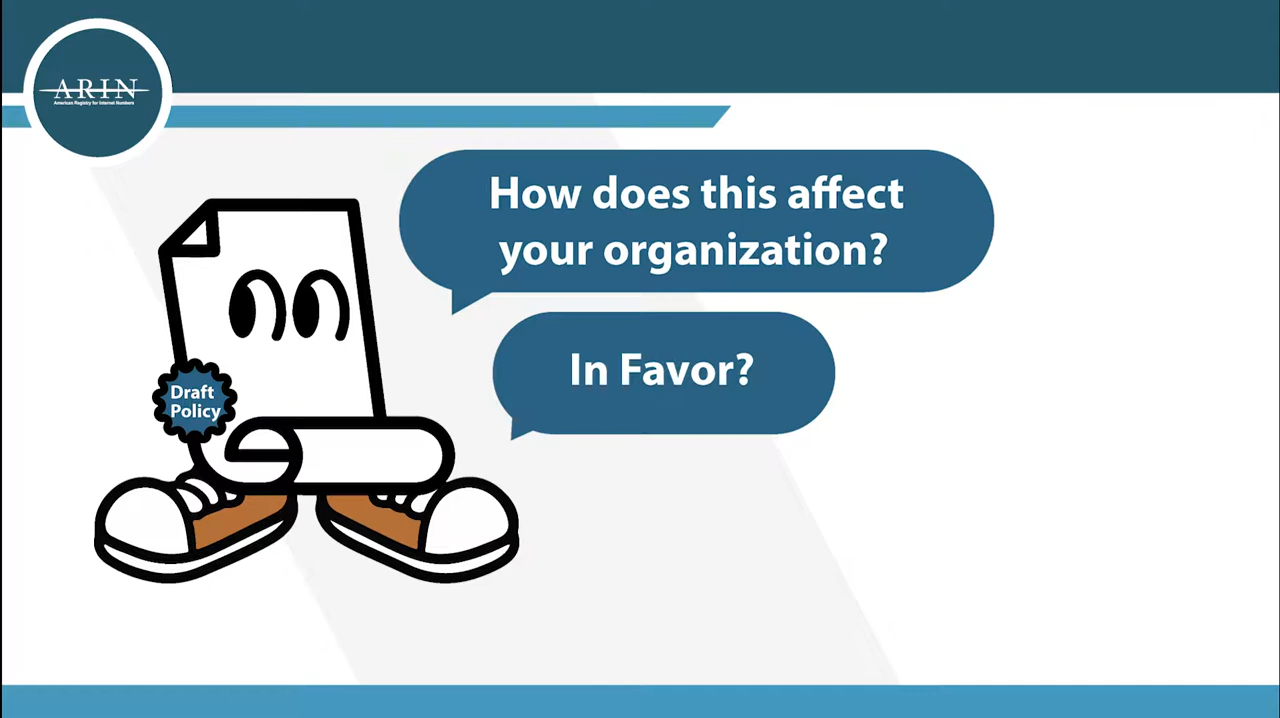 ARIN
American Registry for Internet Numbers
How does this affect
your organization?
In Favor?
Draft
Policy